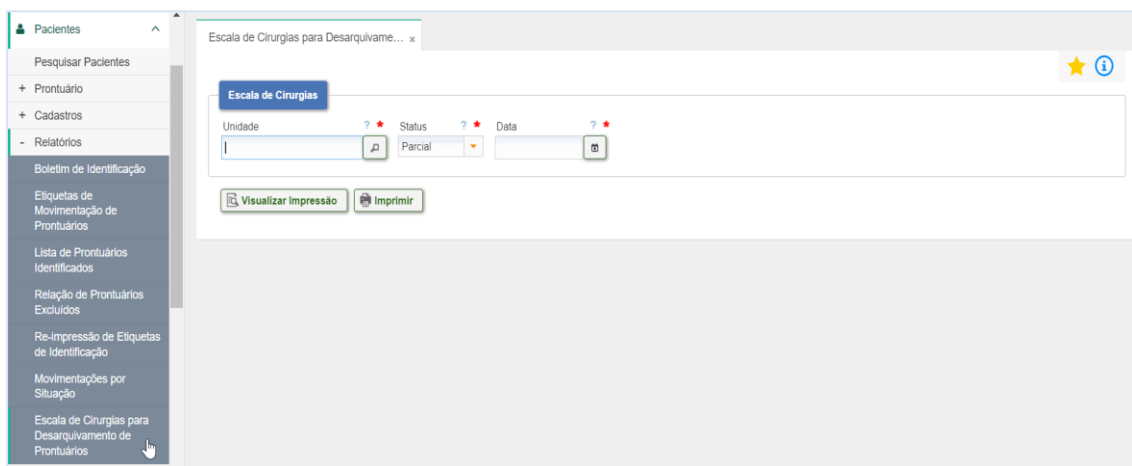 Pacientes
Pesquisar Pacientes
+ Prontuário
+ Cadastros
- Relatórios
Boletim de Identificação
Etiquetas de
Movimentação de
Prontuários
Lista de Prontuários
Identificados
Relação de Prontuários
Excluídos
Re-impressão de Etiquetas
de Identificação
Movimentações por
Situação
Escala de Cirurgias para
Desarquivamento de
Prontuários
Escala de Cirurgias para Desarquivame... x
Escala de Cirurgias
Unidade ? * Status ? * Data ? *
Parcial
Visualizar Impressão Imprimir